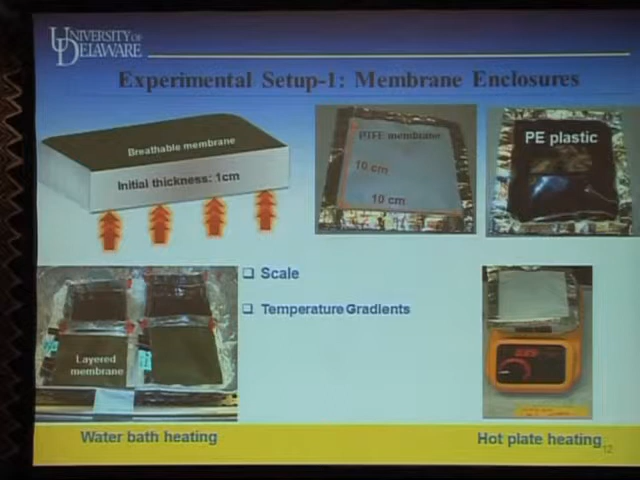 UNIVERSITY OF
DELAWARE
Experimental Setup-1: Membrane Enclosures
Breathable membrane
Initial thickness: 1cm
PTFE membrane
10 cm
10 cm
PE plastic
Scale
Temperature Gradients
Layered
membrane
Water bath heating
Hot plate heating
12